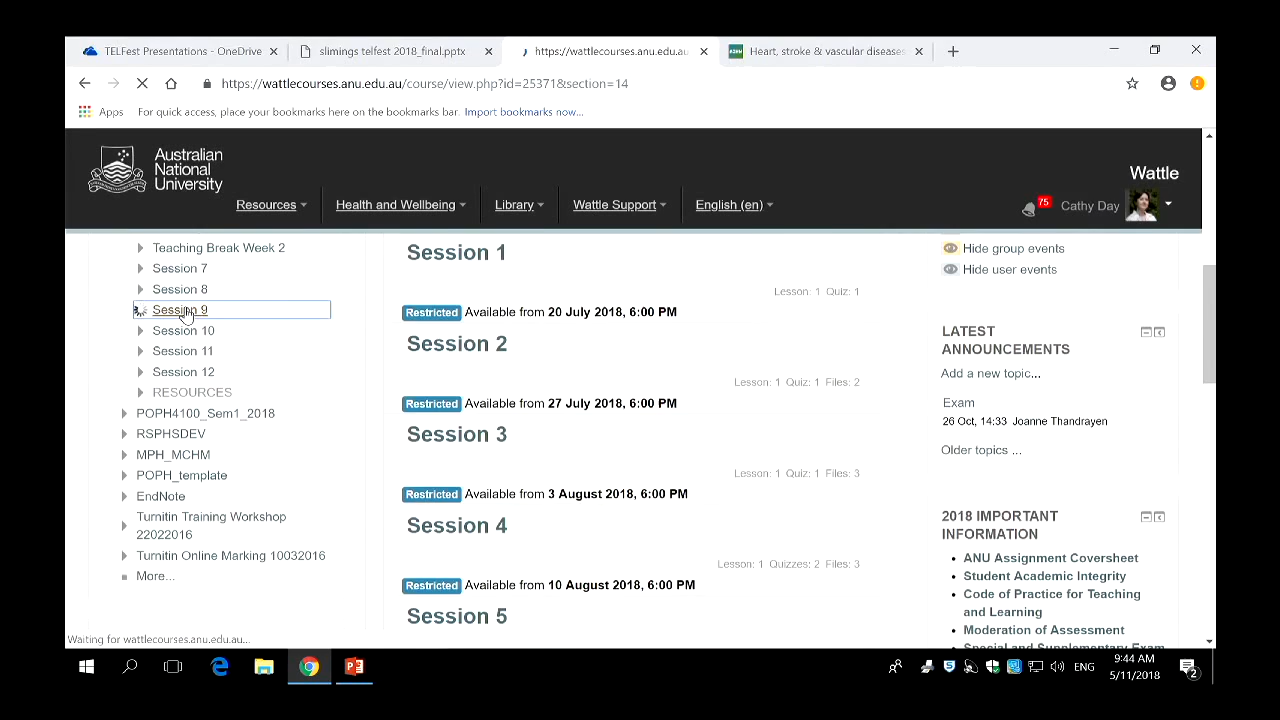 TELFest Presentations - OneDrive
slimings telfest 2018_final.pptx
https://wattlecourses.anu.edu.au
Heart, stroke & vascular diseases
https://wattlecourses.anu.edu.au/course/view.php?id=25371&section=14
Apps
For quick access, place your bookmarks here on the bookmarks bar. Import bookmarks now...
Australian
National
University
Wattle
Resources
Health and Wellbeing
Library
Wattle Support
English (en)
75
Cathy Day
Teaching Break Week 2
Session 7
Session 8
Session 9
Session 10
Session 11
Session 12
RESOURCES
POPH4100_Sem1_2018
RSPHSDEV
MPH_MCHM
POPH_template
EndNote
Turnitin Training Workshop
22022016
Turnitin Online Marking 10032016
More...
Session 1
Lesson: 1 Quiz: 1
Restricted Available from 20 July 2018, 6:00 PM
Session 2
Lesson: 1 Quiz: 1 Files: 2
Restricted Available from 27 July 2018, 6:00 PM
Session 3
Lesson: 1 Quiz: 1 Files: 3
Restricted Available from 3 August 2018, 6:00 PM
Session 4
Lesson: 1 Quizzes: 2 Files: 3
Restricted Available from 10 August 2018, 6:00 PM
Session 5
Hide group events
Hide user events
LATEST
ANNOUNCEMENTS
Add a new topic...
Exam
26 Oct, 14:33 Joanne Thandrayen
Older topics ...
2018 IMPORTANT
INFORMATION
ANU Assignment Coversheet
Student Academic Integrity
Code of Practice for Teaching
and Learning
Moderation of Assessment
Special and Supplementary Exam
Waiting for wattlecourses.anu.edu.au...
ENG
9:44 AM
5/11/2018
2